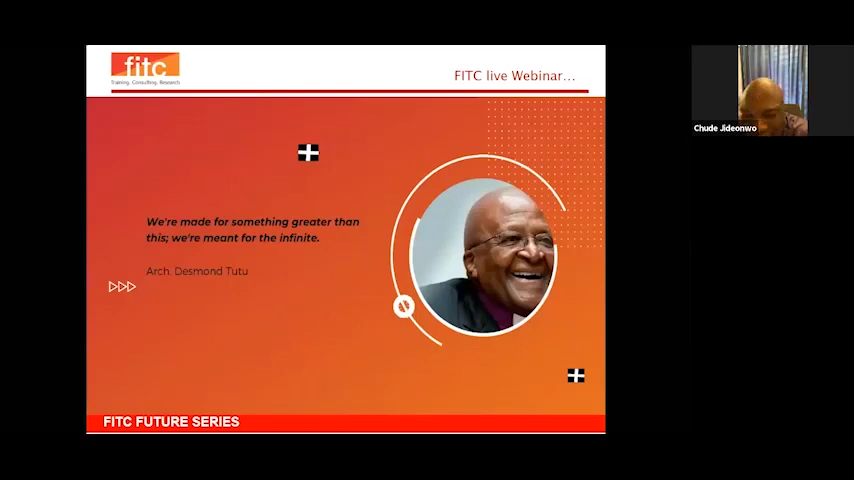 fitc
Training. Consulting. Research
FITC live Webinar...
Chude Jideonwo
We're made for something greater than
this; we're meant for the infinite.
Arch. Desmond Tutu
FITC FUTURE SERIES